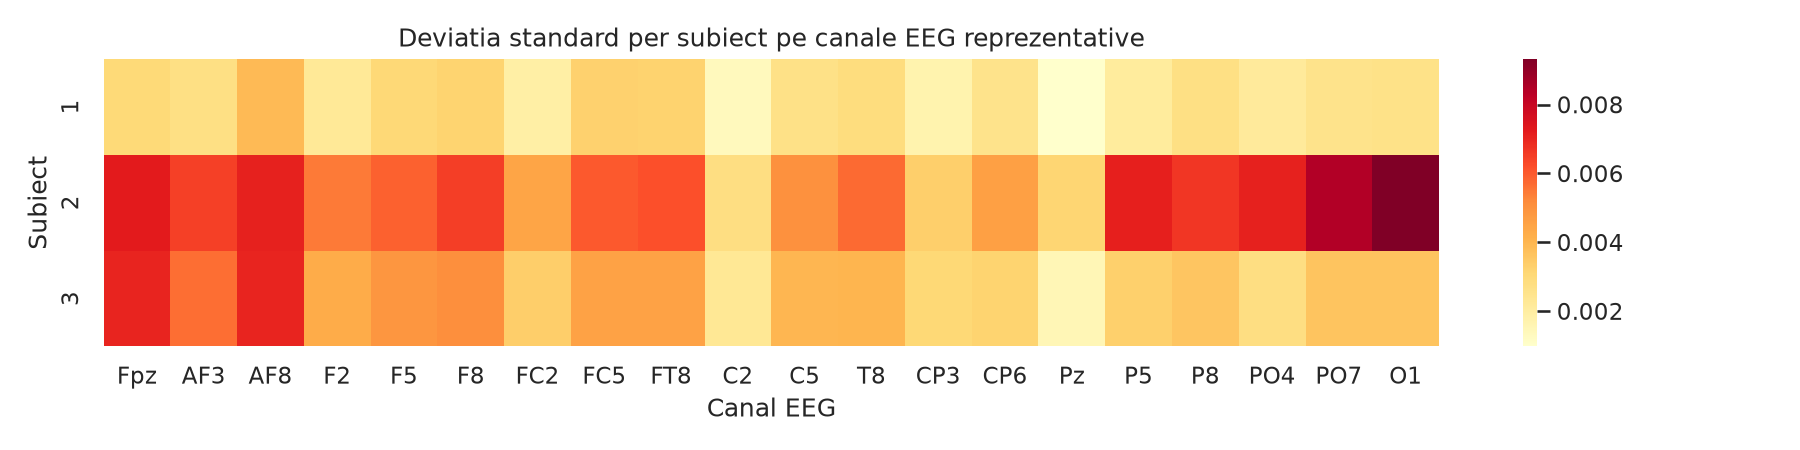 Deviatia standard per subiect pe canale EEG reprezentative
Subiect
1
2
3
Fpz AF3 AF8 F2 F5 F8 FC2 FC5 FT8 C2 C5 T8 CP3 CP6 Pz P5 P8 PO4 PO7 O1
Canal EEG
0.008
0.006
0.004
0.002